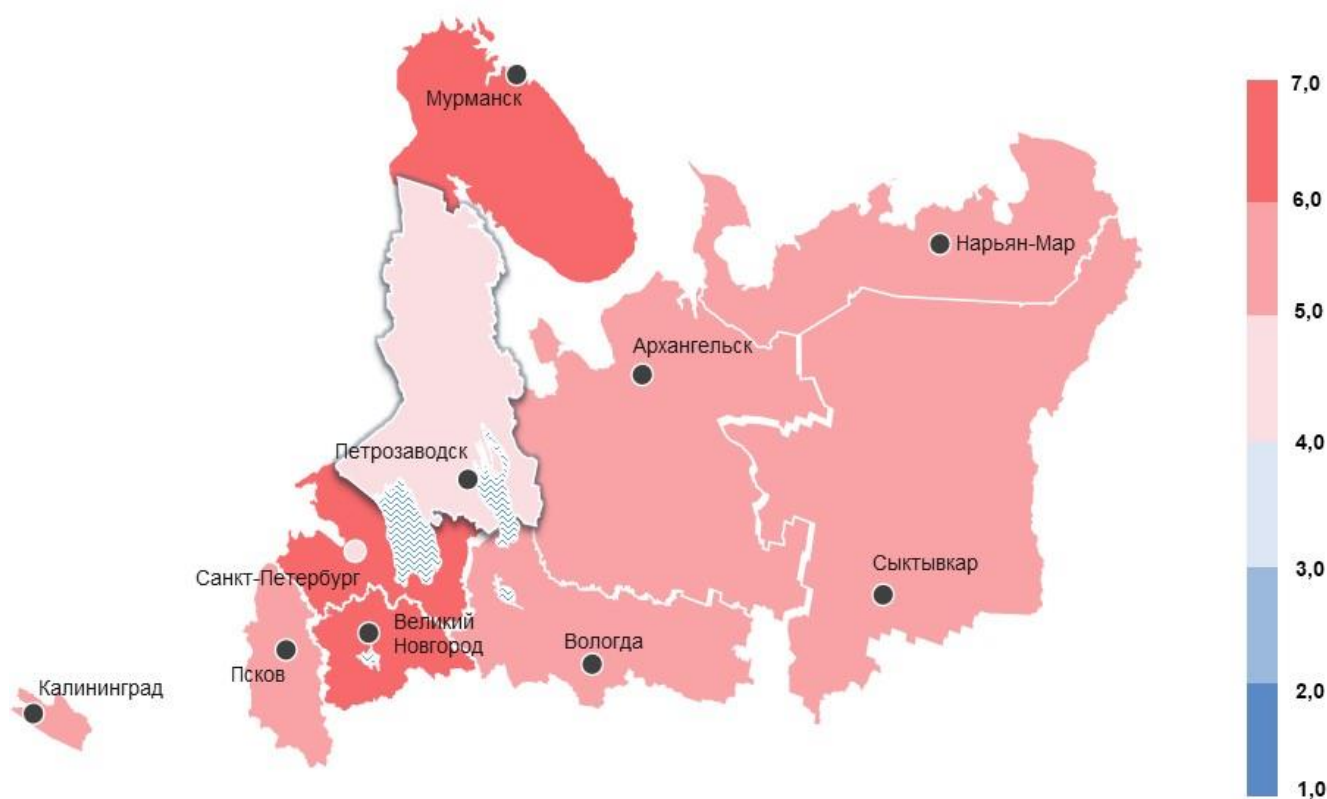 Мурманск
Нарьян-Мар
Архангельск
Петрозаводск
Сыктывкар
Санкт-Петербург
Великий
Новгород
Вологда
Псков
Калининград
7,0
6,0
5,0
4,0
3,0
2,0
1,0